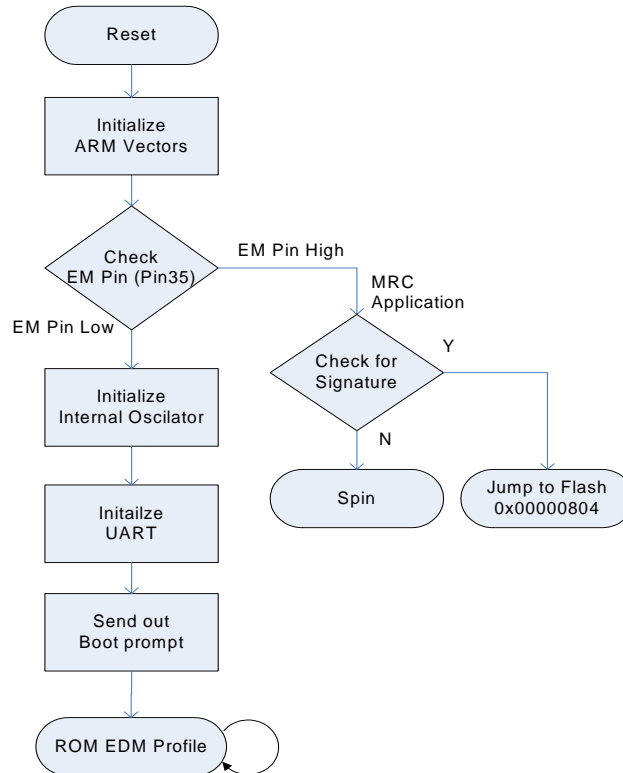 Reset
Initialize
ARM Vectors
Check
EM Pin (Pin35)
EM Pin High
MRC
Application
EM Pin Low
Check for
Signature
Y
N
Initialize
Internal Oscilator
Spin
Jump to Flash
0x00000804
Initailze
UART
Send out
Boot prompt
ROM EDM Profile